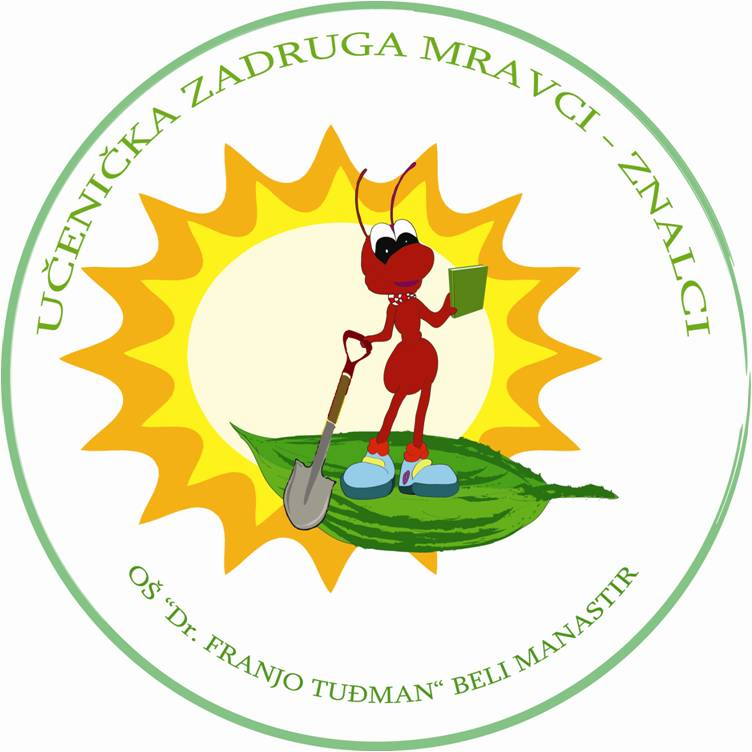 UČENIČKA ZADRUGA MRAVCI - ZNALCI
OŠ “Dr. FRANJO TUĐMAN“ BELI MANASTIR